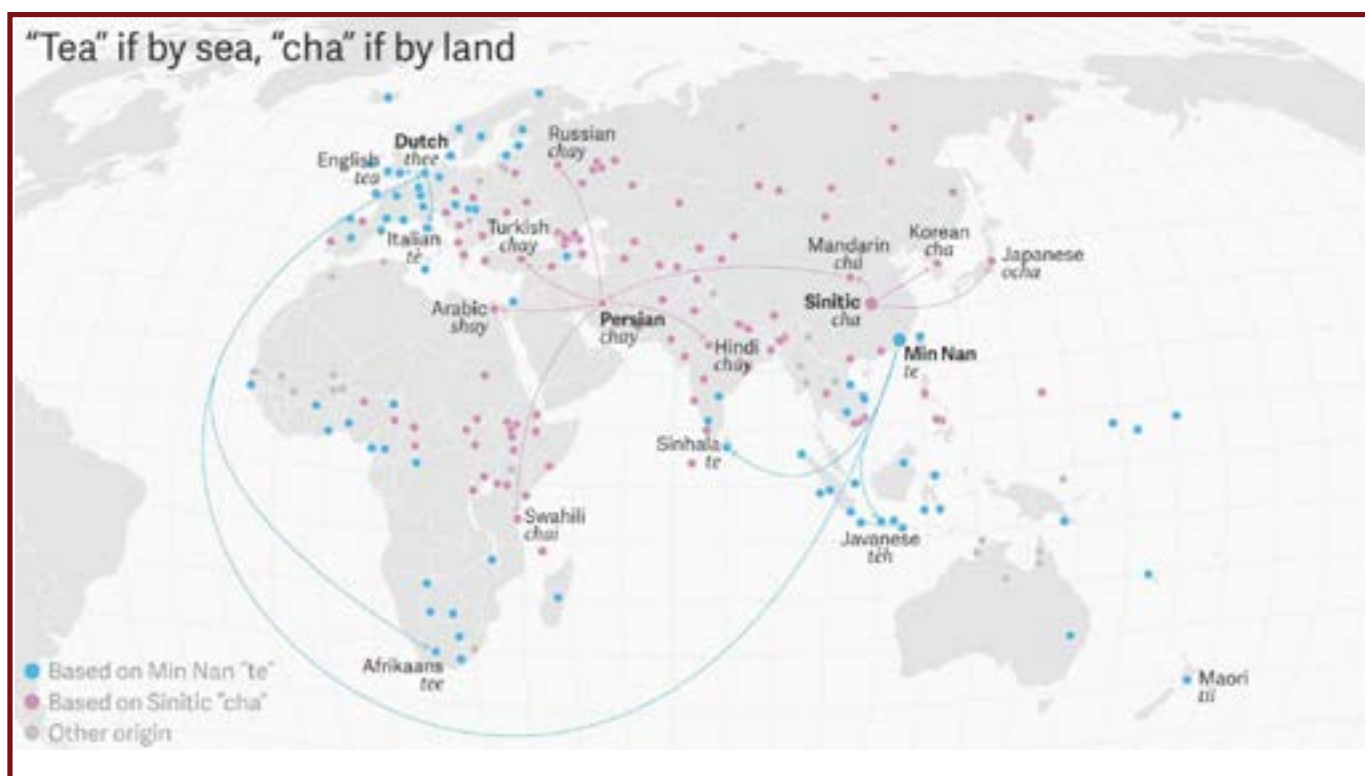 “Tea” if by sea, “cha” if by land
Dutch
thee
English
tea
Russian
chay
Italian
tè
Turkish
chay
Arabic
shay
Persian
chay
Hindi
chāy
Mandarin
chá
Korean
cha
Japanese
ocha
Sinitic
cha
Min Nan
te
Sinhala
te
Swahili
chai
Javanese
tèh
Afrikaans
tee
Maori
tii
Based on Min Nan “te”
Based on Sinitic “cha”
Other origin